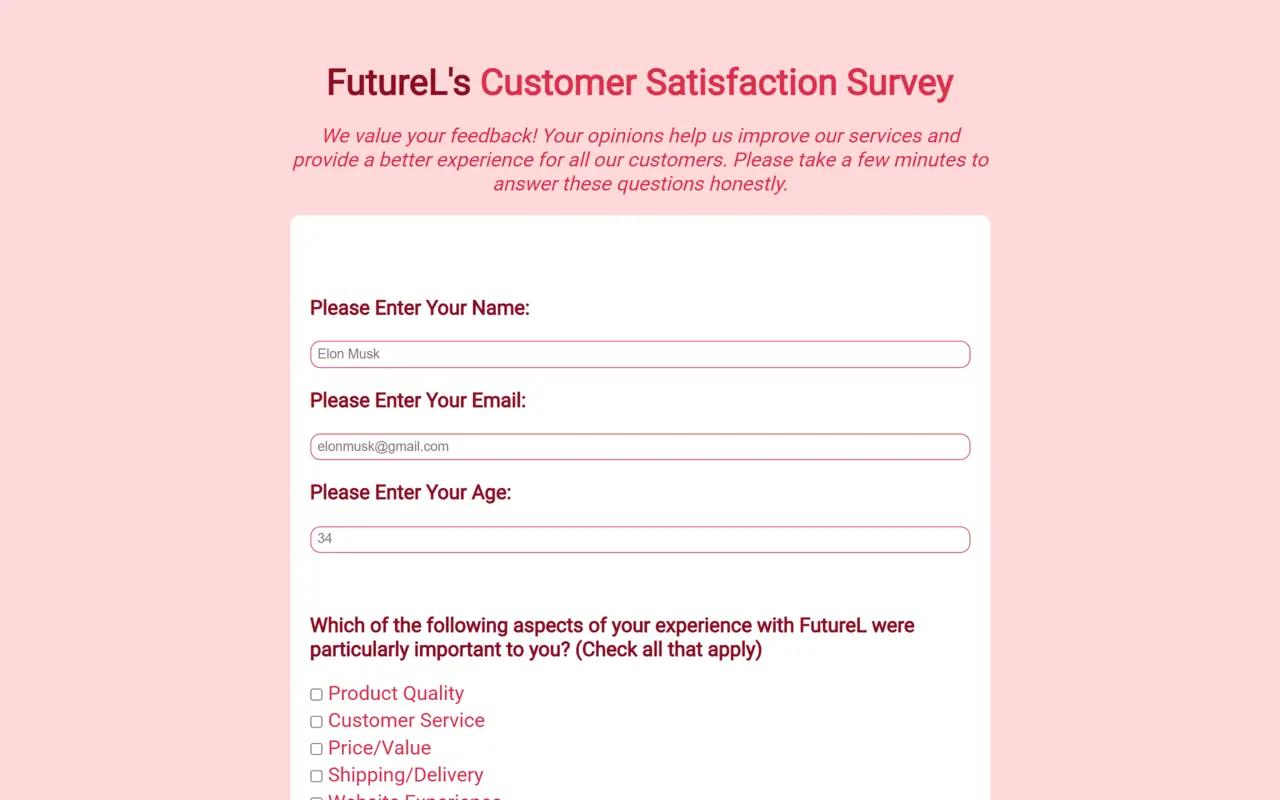 FutureL's Customer Satisfaction Survey
We value your feedback! Your opinions help us improve our services and
provide a better experience for all our customers. Please take a few minutes to
answer these questions honestly.
Please Enter Your Name:
Elon Musk
Please Enter Your Email:
elonmusk@gmail.com
Please Enter Your Age:
34
Which of the following aspects of your experience with FutureL were
particularly important to you? (Check all that apply)
Product Quality
Customer Service
Price/Value
Shipping/Delivery
Website Experience